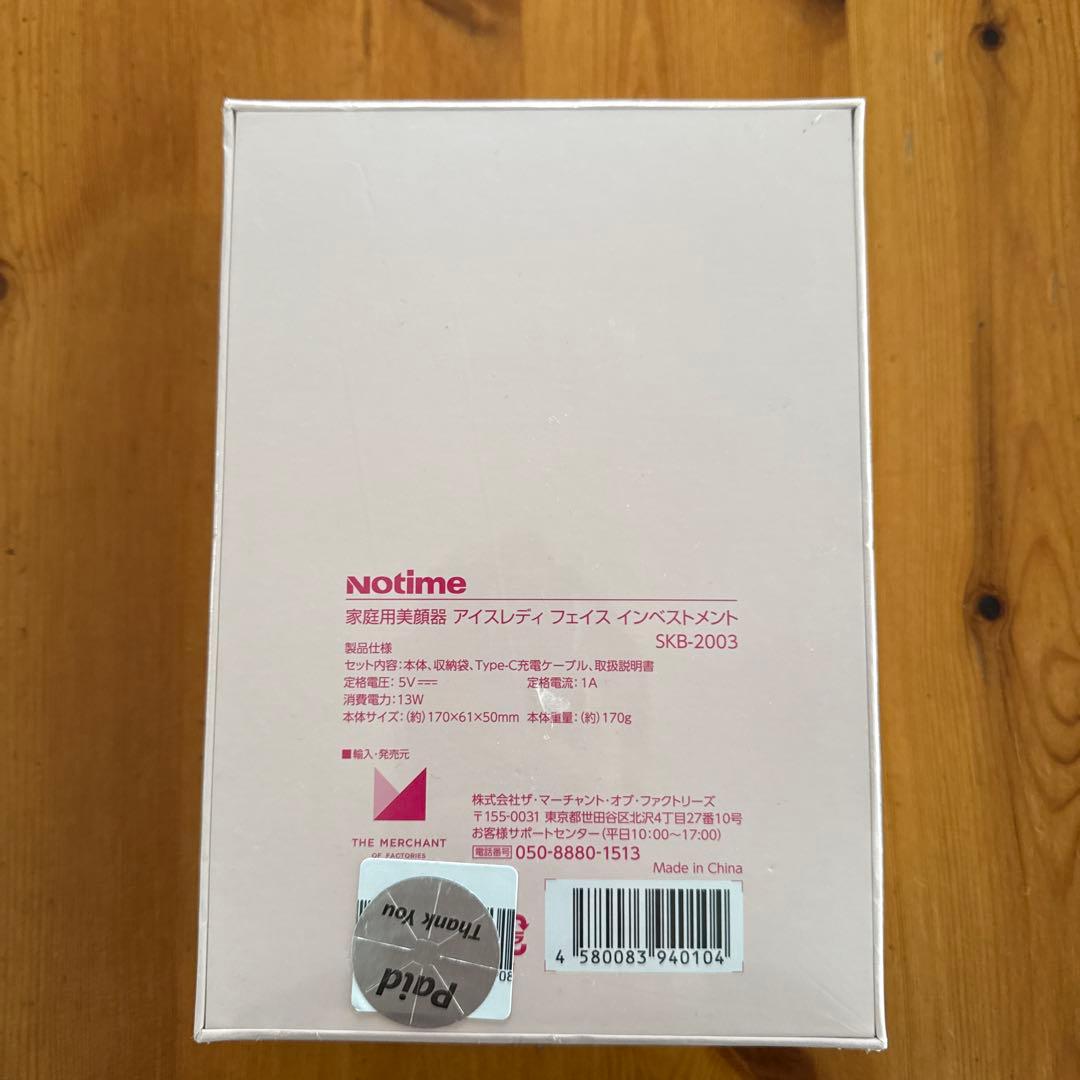 Notime
家庭用美顔器 アイスレディ フェイス インベストメント
SKB-2003
製品仕様
セット内容：本体、収納袋、Type-C充電ケーブル、取扱説明書
定格電圧：5V⎓ 定格電流：1A
消費電力：13W
本体サイズ：(約)170×61×50mm 本体重量：(約)170g
■輸入・発売元
THE MERCHANT
OF FACTORIES
株式会社ザ・マーチャント・オブ・ファクトリーズ
〒155-0031 東京都世田谷区北沢4丁目27番10号
お客様サポートセンター(平日10:00～17:00)
電話番号 050-8880-1513
Made in China
Thank You
Paid
4 580083 940104